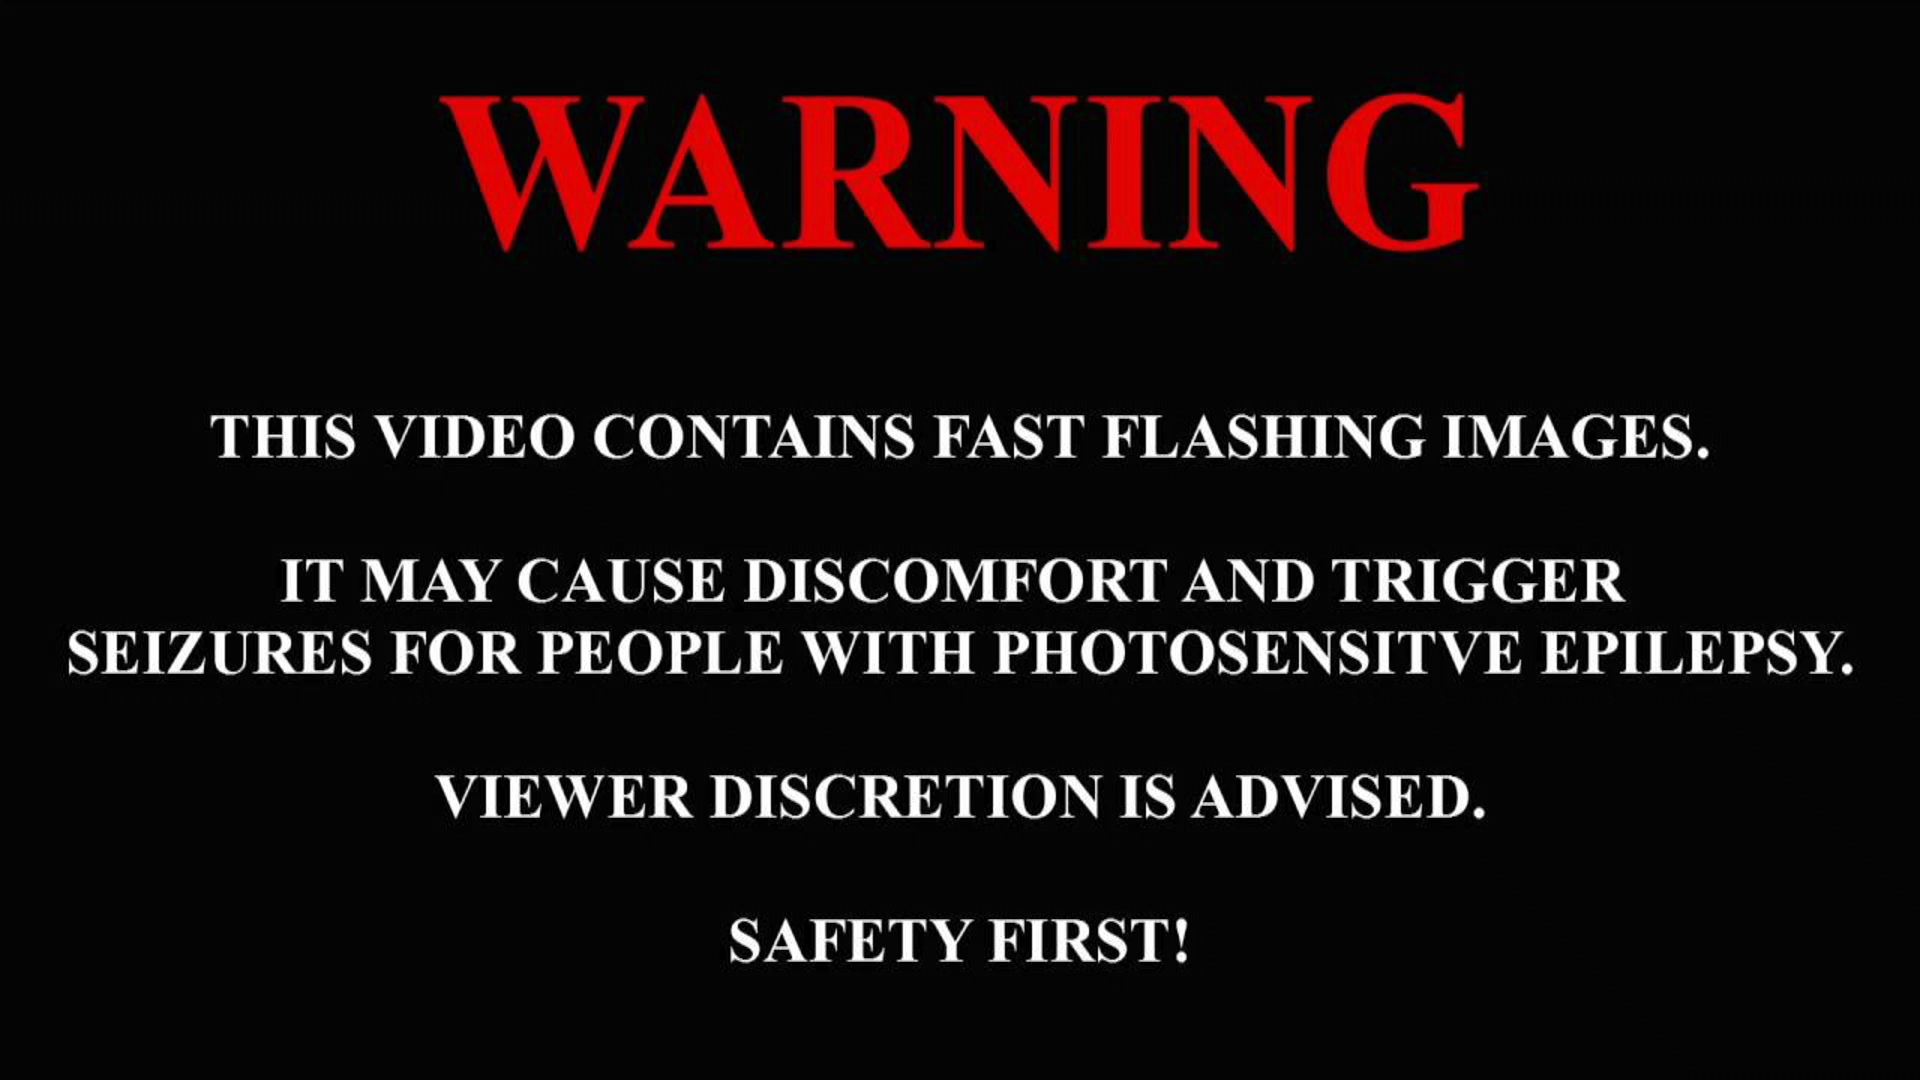 WARNING
THIS VIDEO CONTAINS FAST FLASHING IMAGES.
IT MAY CAUSE DISCOMFORT AND TRIGGER
SEIZURES FOR PEOPLE WITH PHOTOSENSITVE EPILEPSY.
VIEWER DISCRETION IS ADVISED.
SAFETY FIRST!